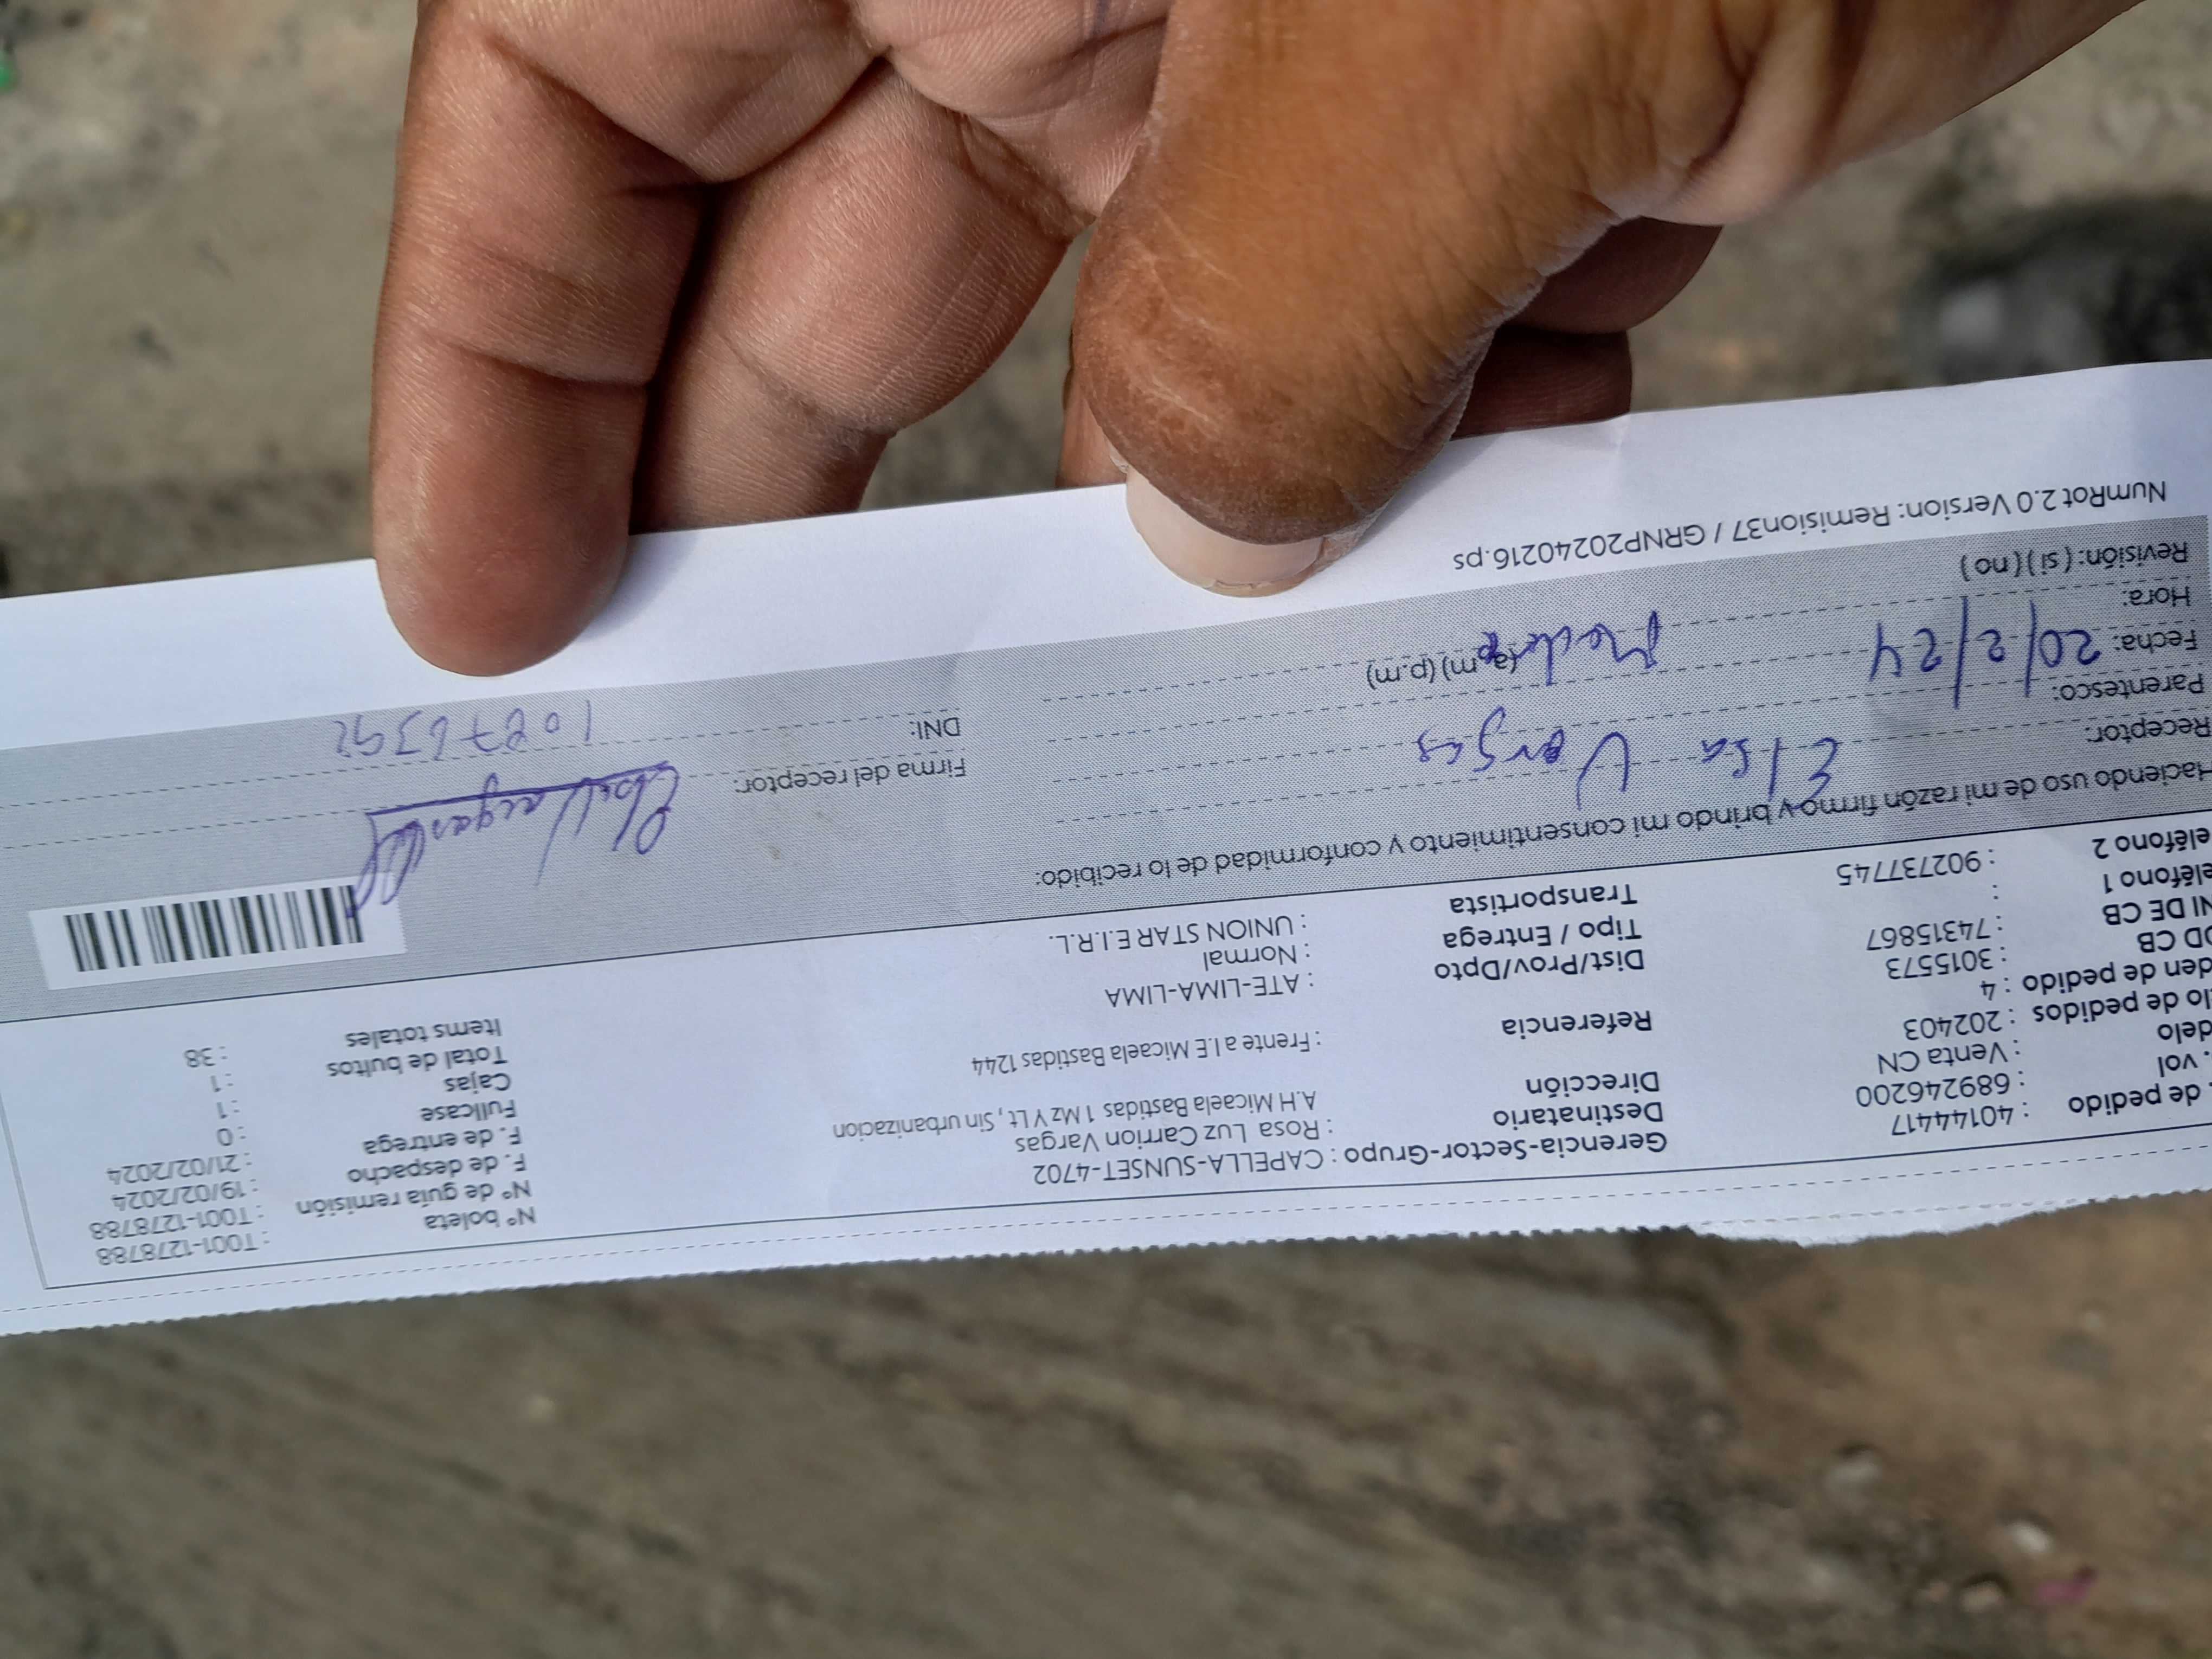 Nº boleta : T001-1278788
Nº de guía remisión : T001-1278788
F. de despacho : 19/02/2024
F. de entrega : 21/02/2024
Fullcase : 0
Cajas : 1
Total de bultos : 1
Items totales : 38
Gerencia-Sector-Grupo : CAPELLA-SUNSET-4702
Destinatario : Rosa Luz Carrion Vargas
Dirección A.H Micaela Bastidas 1 Mz Y Lt , Sin urbanizacion
Referencia : Frente a I.E Micaela Bastidas 1244
Dist/Prov/Dpto : ATE-LIMA-LIMA
Tipo / Entrega : Normal
Transportista : UNION STAR E.I.R.L.
. de pedido : 40144417
. vol : 689246200
delo : Venta CN
lo de pedidos : 202403
den de pedido : 4
OD CB : 3015573
NI DE CB : 74315867
eléfono 1 :
eléfono 2 : 902737745
Haciendo uso de mi razón firmo y brindo mi consentimiento y conformidad de lo recibido:
Receptor: Elsa Vargas
Parentesco:
Fecha: 20/2/24
Hora: (a.m) (p.m)
Revisión: ( si ) ( no )
Firma del receptor:
DNI: 10876392
NumRot 2.0 Version: Remision37 / GRNP20240216.ps